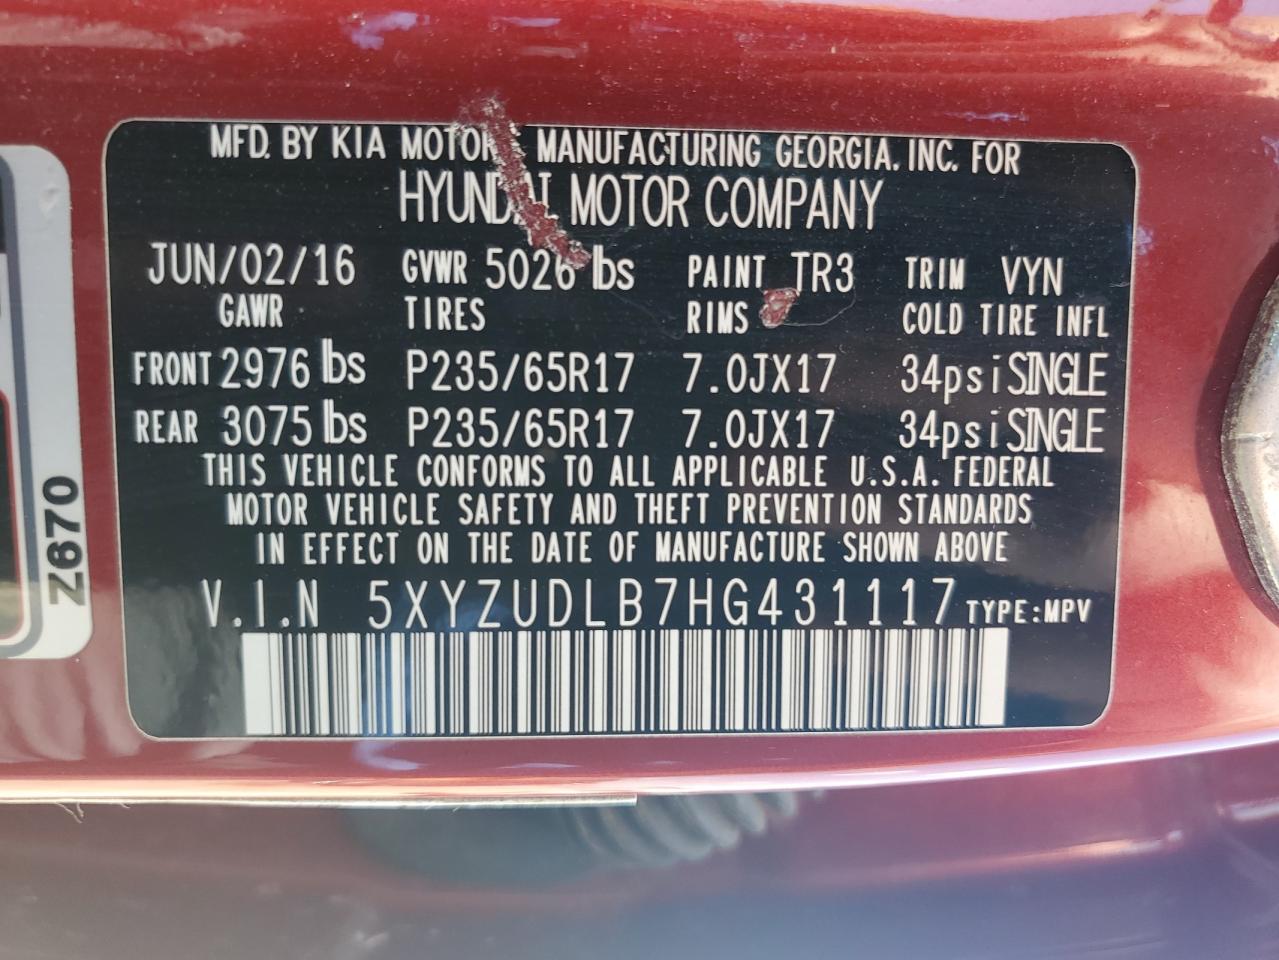 MFD. BY KIA MOTORS MANUFACTURING GEORGIA. INC. FOR
HYUNDAI MOTOR COMPANY
JUN/02/16 GVWR 5026 lbs PAINT TR3 TRIM VYN
GAWR TIRES RIMS COLD TIRE INFL
FRONT 2976 lbs P235/65R17 7.0JX17 34psi SINGLE
REAR 3075 lbs P235/65R17 7.0JX17 34psi SINGLE
THIS VEHICLE CONFORMS TO ALL APPLICABLE U.S.A. FEDERAL
MOTOR VEHICLE SAFETY AND THEFT PREVENTION STANDARDS
IN EFFECT ON THE DATE OF MANUFACTURE SHOWN ABOVE
V.I.N 5XYZUDLB7HG431117 TYPE:MPV
Z670